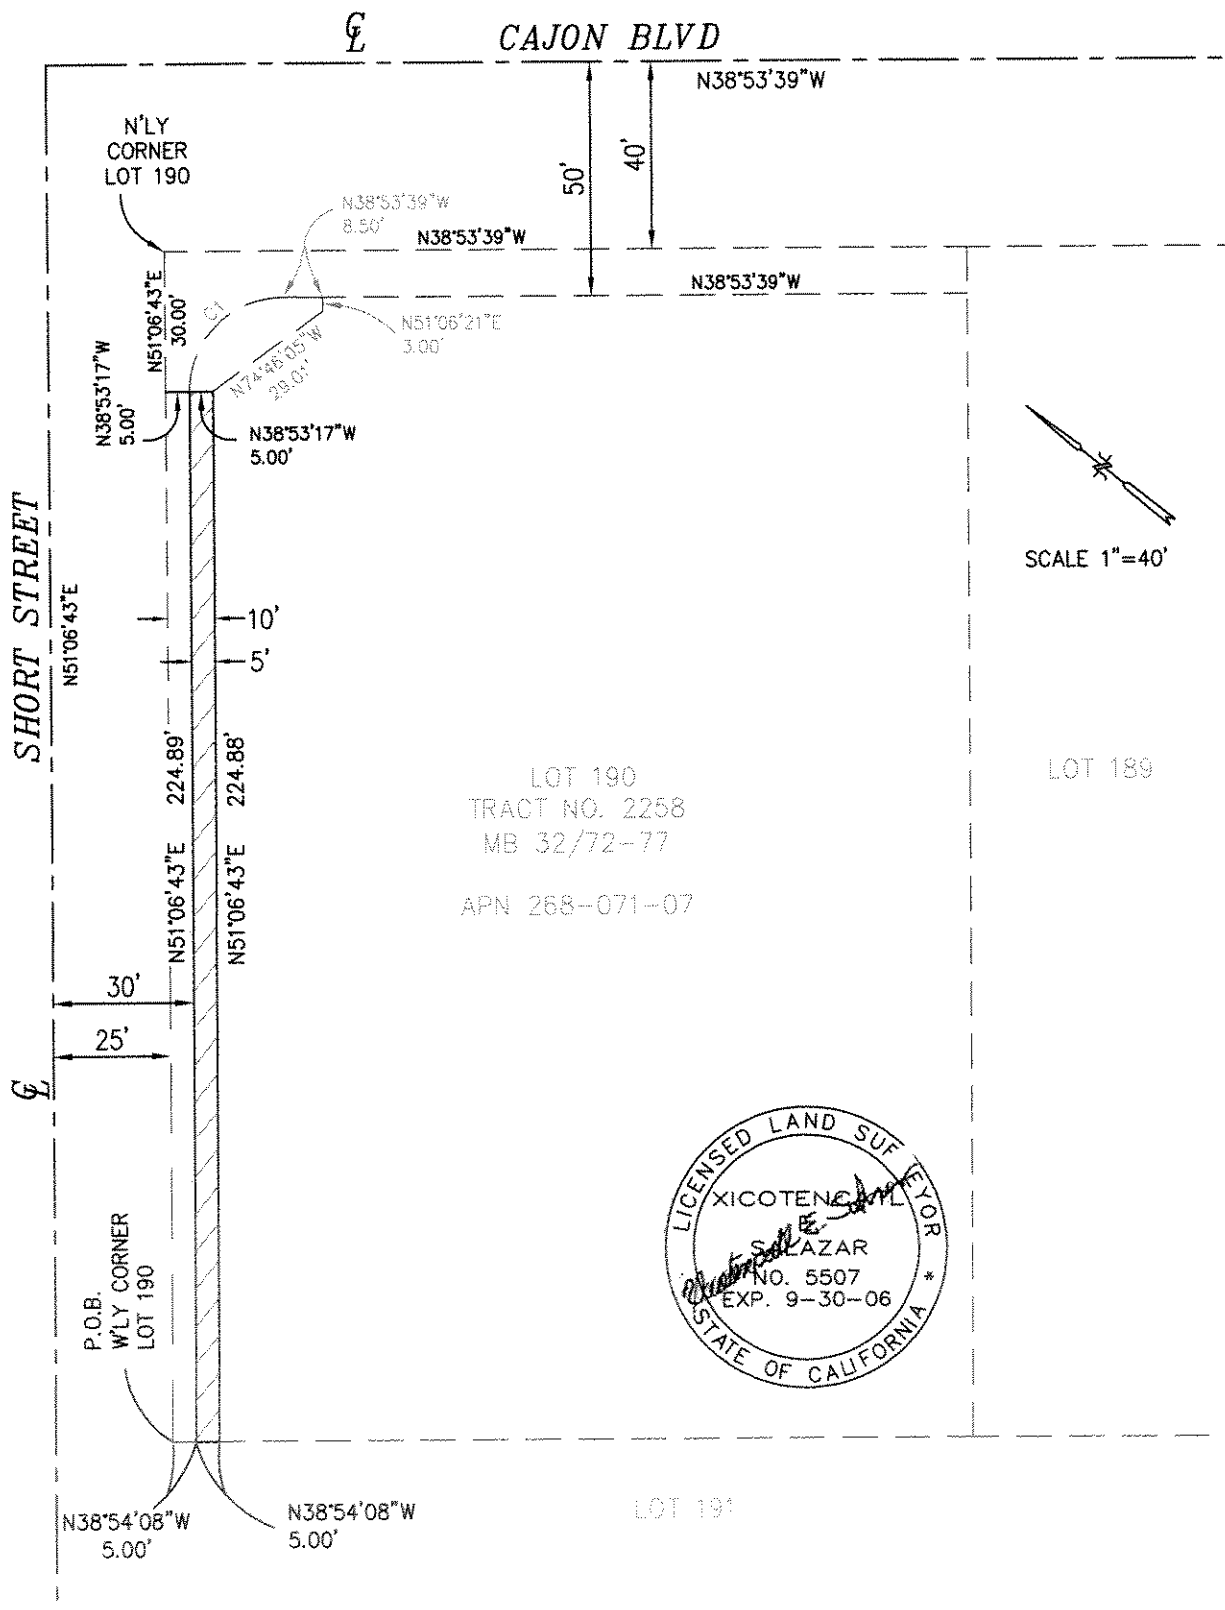 ℄ CAJON BLVD
N38°53'39"W
N'LY
CORNER
LOT 190
50'
40'
N38°53'39"W
8.50'
N38°53'39"W
N51°06'43"E
30.00'
C1
N38°53'39"W
N51°06'21"E
3.00'
N74°46'05"W
29.01'
N38°53'17"W
5.00'
N38°53'17"W
5.00'
SHORT STREET
N51°06'43"E
SCALE 1"=40'
10'
5'
N51°06'43"E 224.89'
N51°06'43"E 224.88'
LOT 190
TRACT NO. 2258
MB 32/72-77
APN 268-071-07
LOT 189
30'
25'
℄
P.O.B.
W'LY CORNER
LOT 190
LICENSED LAND SUF EYOR
XICOTENCATL
E.
SALAZAR
NO. 5507
EXP. 9-30-06
*
STATE OF CALIFORNIA
N38°54'08"W
5.00'
N38°54'08"W
5.00'
LOT 191